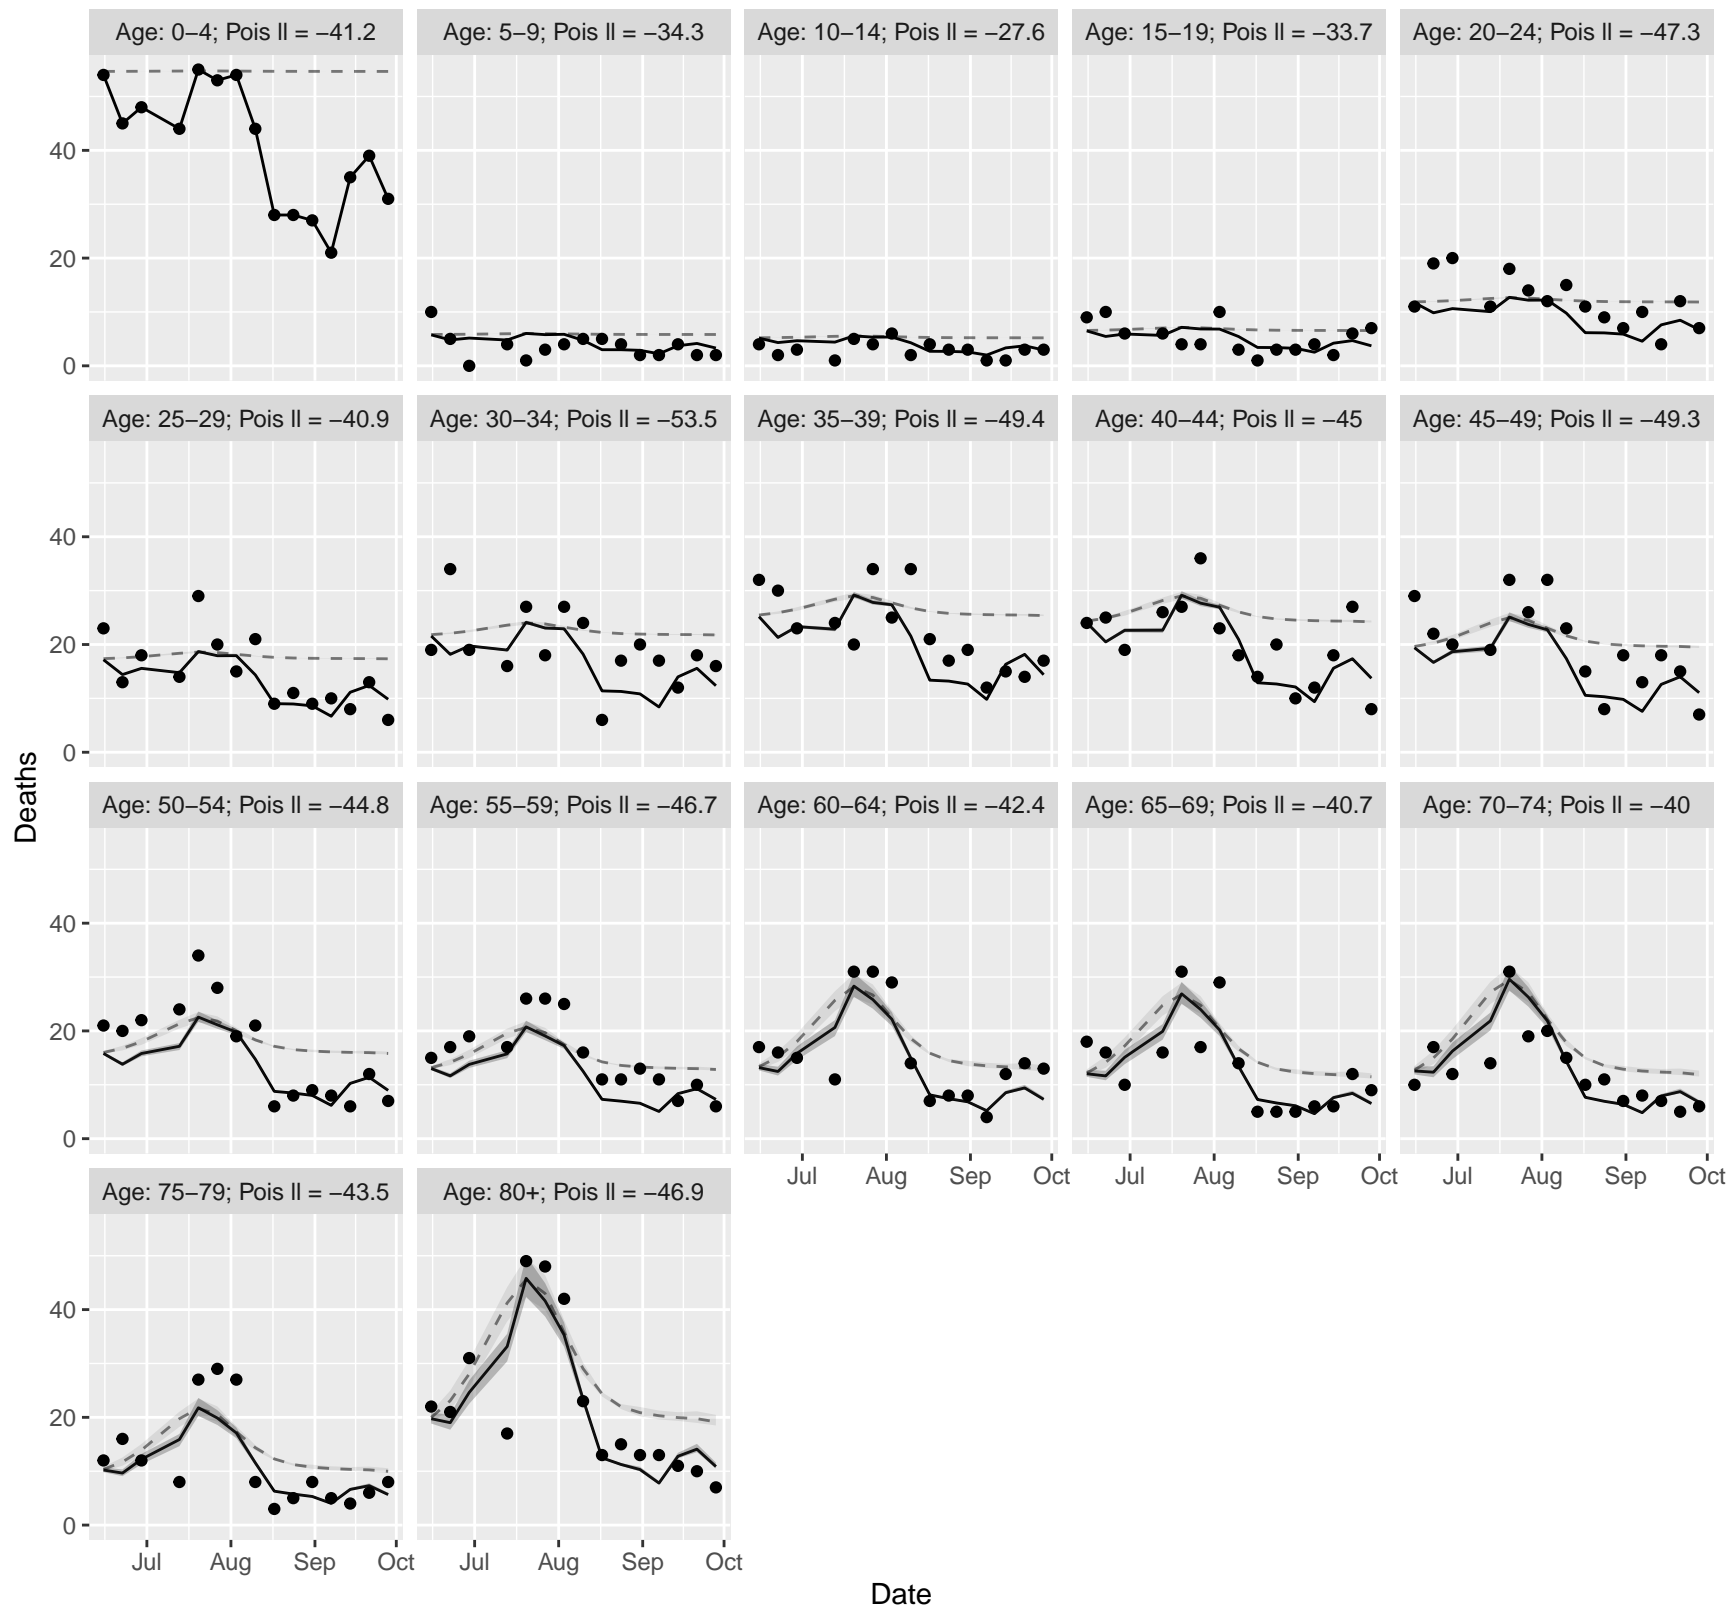 Age: 0−4; Pois ll = −41.2
Age: 5−9; Pois ll = −34.3
Age: 10−14; Pois ll = −27.6
Age: 15−19; Pois ll = −33.7
Age: 20−24; Pois ll = −47.3
40
20
0
Age: 25−29; Pois ll = −40.9
Age: 30−34; Pois ll = −53.5
Age: 35−39; Pois ll = −49.4
Age: 40−44; Pois ll = −45
Age: 45−49; Pois ll = −49.3
40
20
0
Deaths
Age: 50−54; Pois ll = −44.8
Age: 55−59; Pois ll = −46.7
Age: 60−64; Pois ll = −42.4
Age: 65−69; Pois ll = −40.7
Age: 70−74; Pois ll = −40
40
20
0
Jul Aug Sep Oct
Jul Aug Sep Oct
Jul Aug Sep Oct
Age: 75−79; Pois ll = −43.5
Age: 80+; Pois ll = −46.9
40
20
0
Jul Aug Sep Oct
Jul Aug Sep Oct
Date